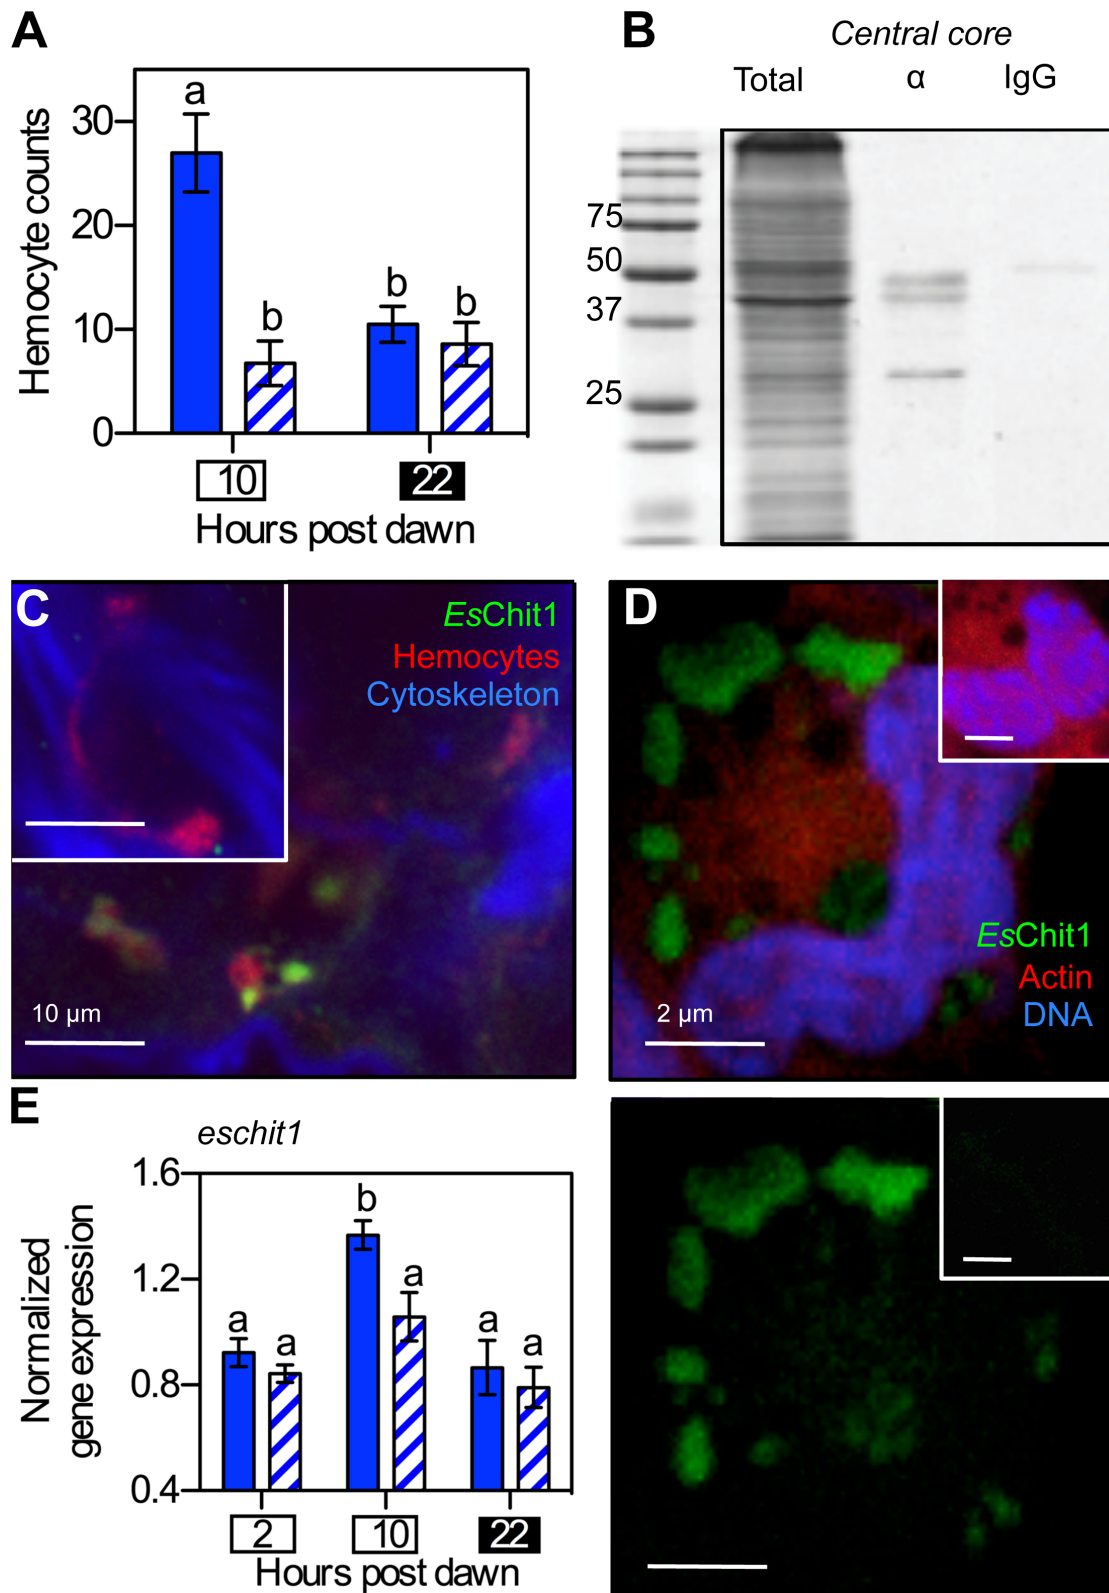 A
Hemocyte counts
30
20
10
0
a
b
b
b
10
22
Hours post dawn
B
Central core
Total α IgG
75
50
37
25
C
EsChit1
Hemocytes
Cytoskeleton
10 µm
D
EsChit1
Actin
DNA
2 µm
E
eschit1
Normalized
gene expression
1.6
1.2
0.8
0.4
a
a
b
a
a
a
2
10
22
Hours post dawn